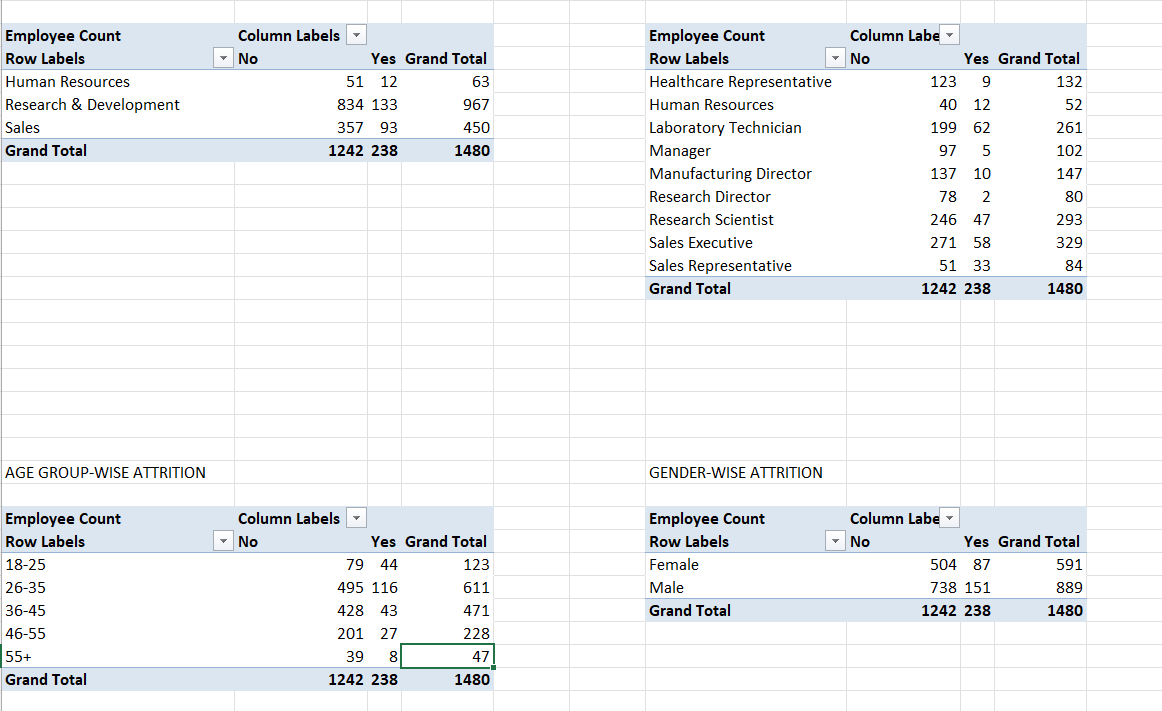 Employee Count Column Labels
Row Labels No Yes Grand Total
Human Resources 51 12 63
Research & Development 834 133 967
Sales 357 93 450
Grand Total 1242 238 1480
Employee Count Column Labe
Row Labels No Yes Grand Total
Healthcare Representative 123 9 132
Human Resources 40 12 52
Laboratory Technician 199 62 261
Manager 97 5 102
Manufacturing Director 137 10 147
Research Director 78 2 80
Research Scientist 246 47 293
Sales Executive 271 58 329
Sales Representative 51 33 84
Grand Total 1242 238 1480
AGE GROUP-WISE ATTRITION
Employee Count Column Labels
Row Labels No Yes Grand Total
18-25 79 44 123
26-35 495 116 611
36-45 428 43 471
46-55 201 27 228
55+ 39 8 47
Grand Total 1242 238 1480
GENDER-WISE ATTRITION
Employee Count Column Labe
Row Labels No Yes Grand Total
Female 504 87 591
Male 738 151 889
Grand Total 1242 238 1480